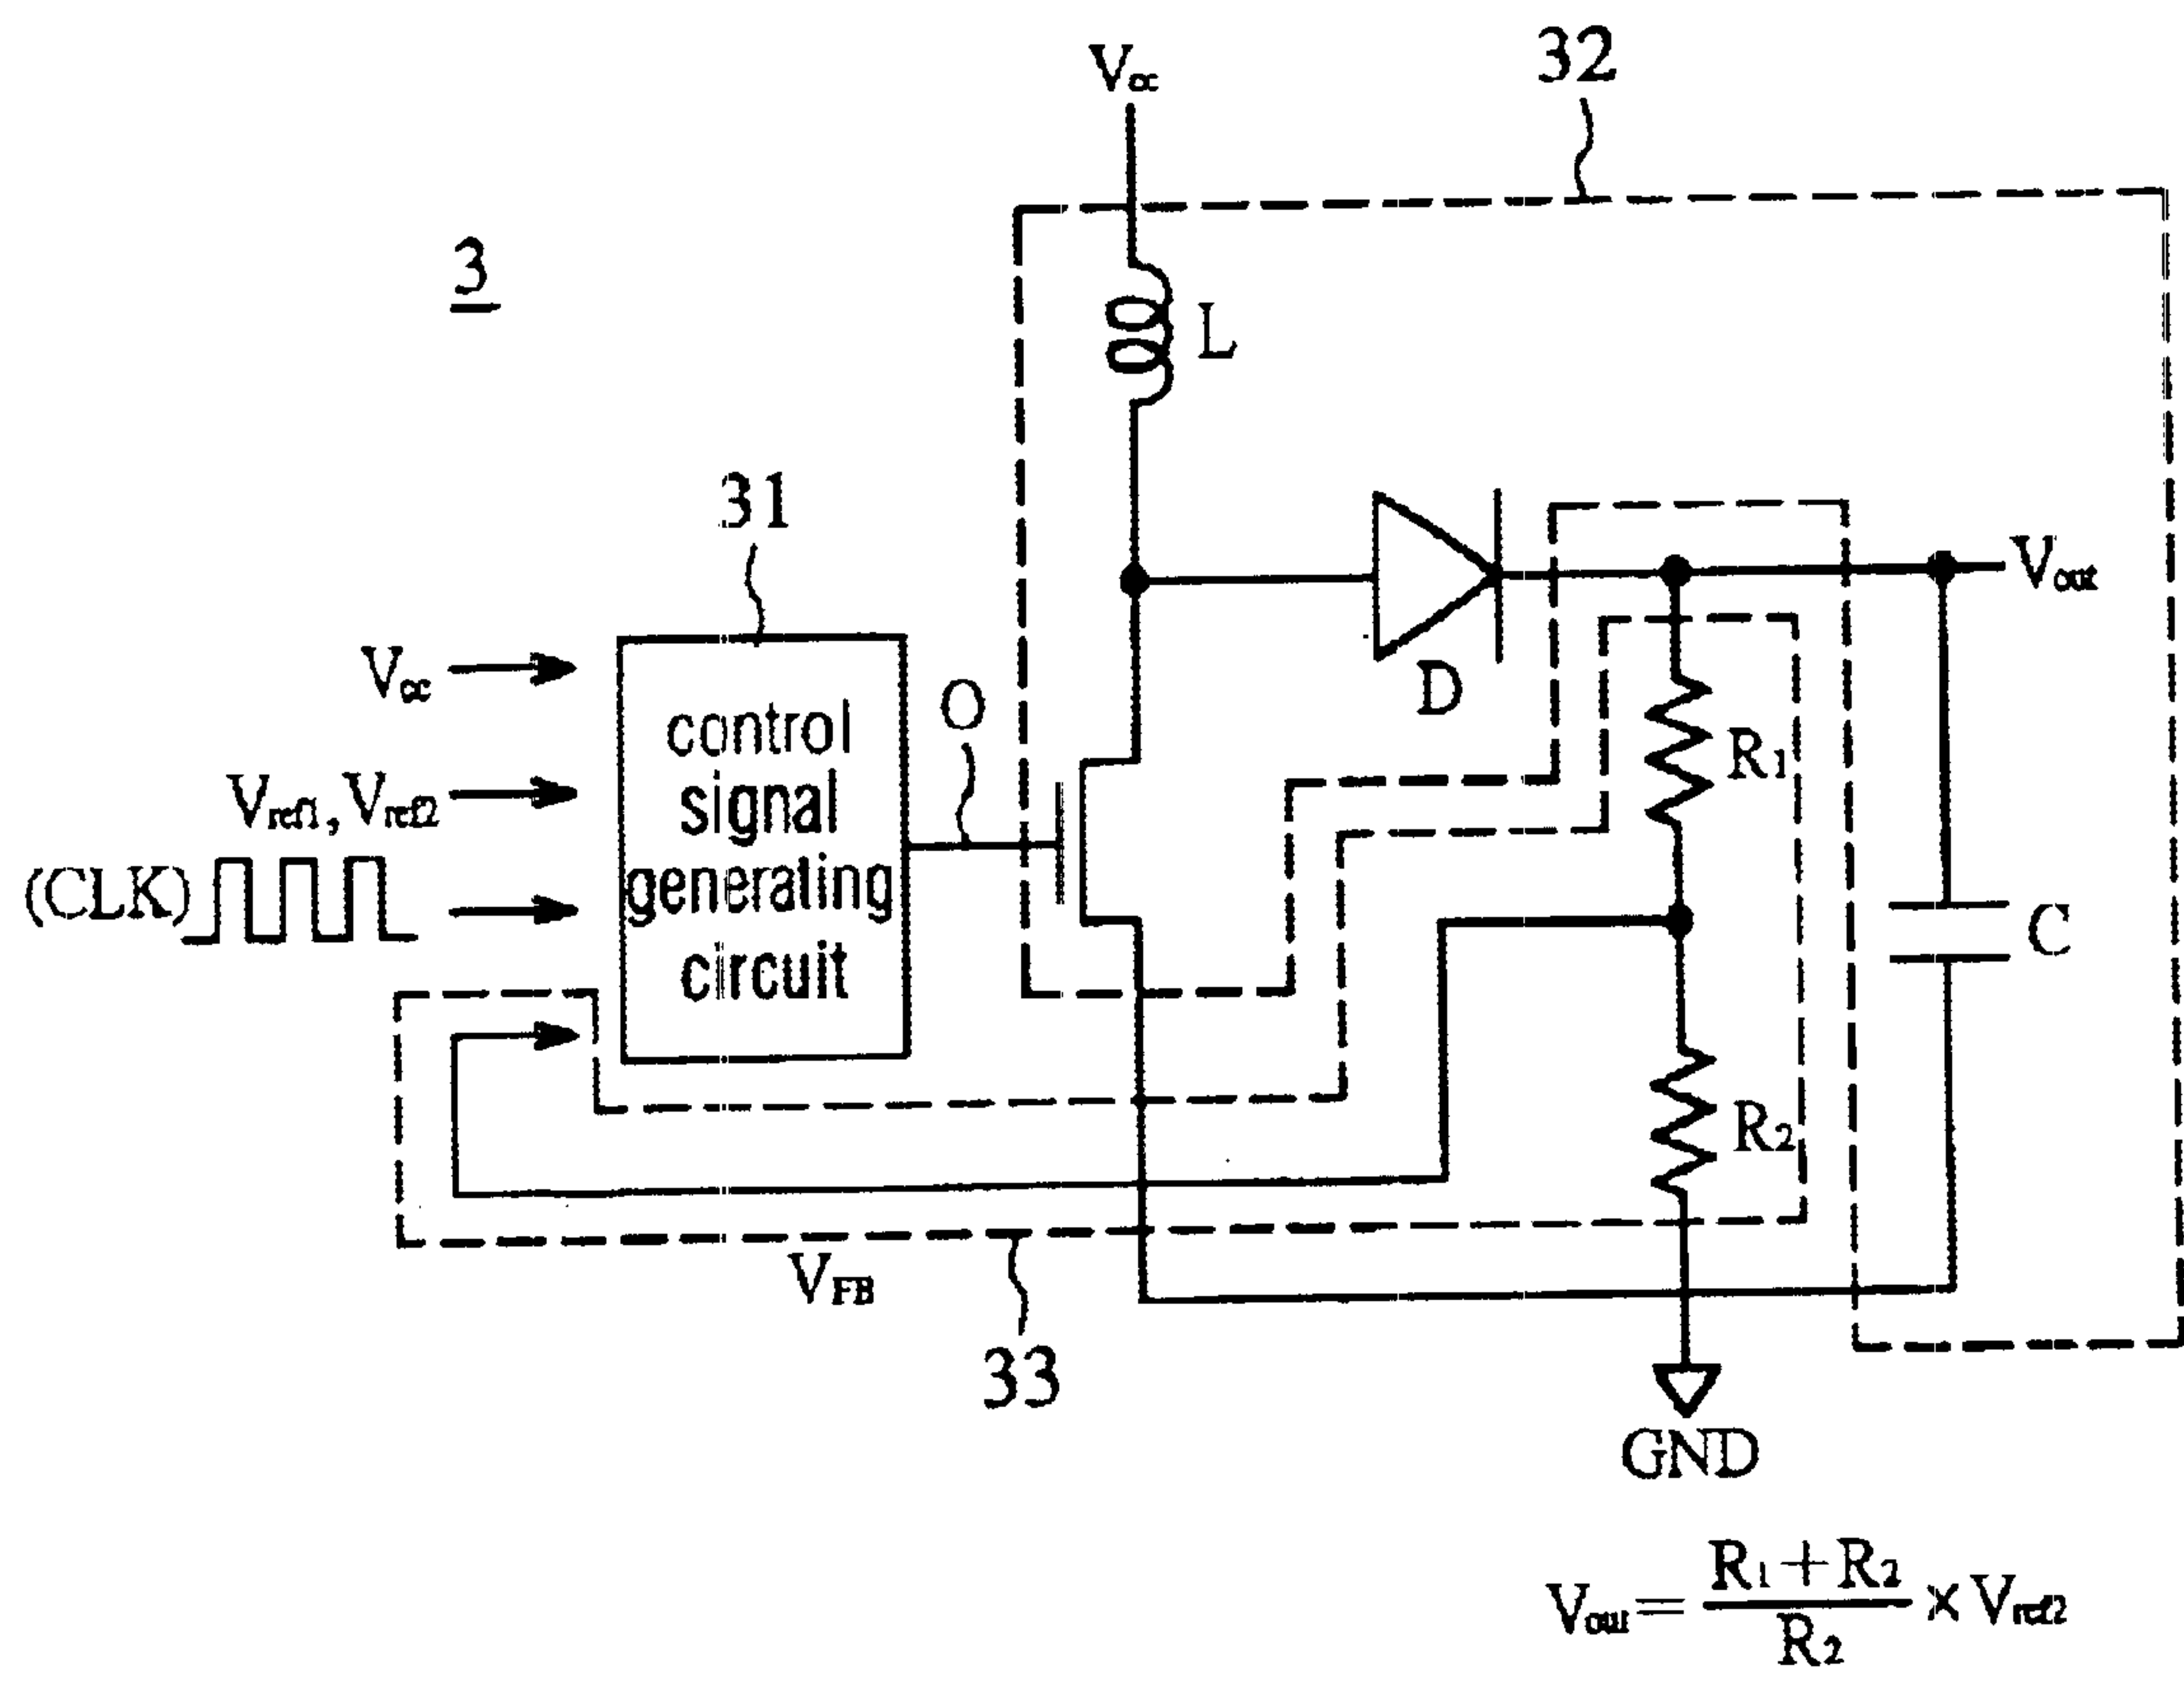 32
Vcc
3
L
31
Vout
Vcc
D
O
control
signal
generating
circuit
R1
Vref1, Vref2
(CLK)
C
R2
VFB
33
GND
Vout = R1+R2 / R2 × Vref2